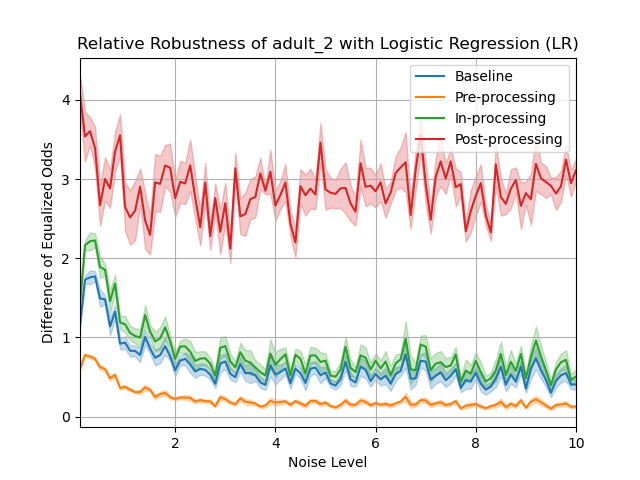 Relative Robustness of adult_2 with Logistic Regression (LR)
Difference of Equalized Odds
4
3
2
1
0
Baseline
Pre-processing
In-processing
Post-processing
2
4
6
8
10
Noise Level